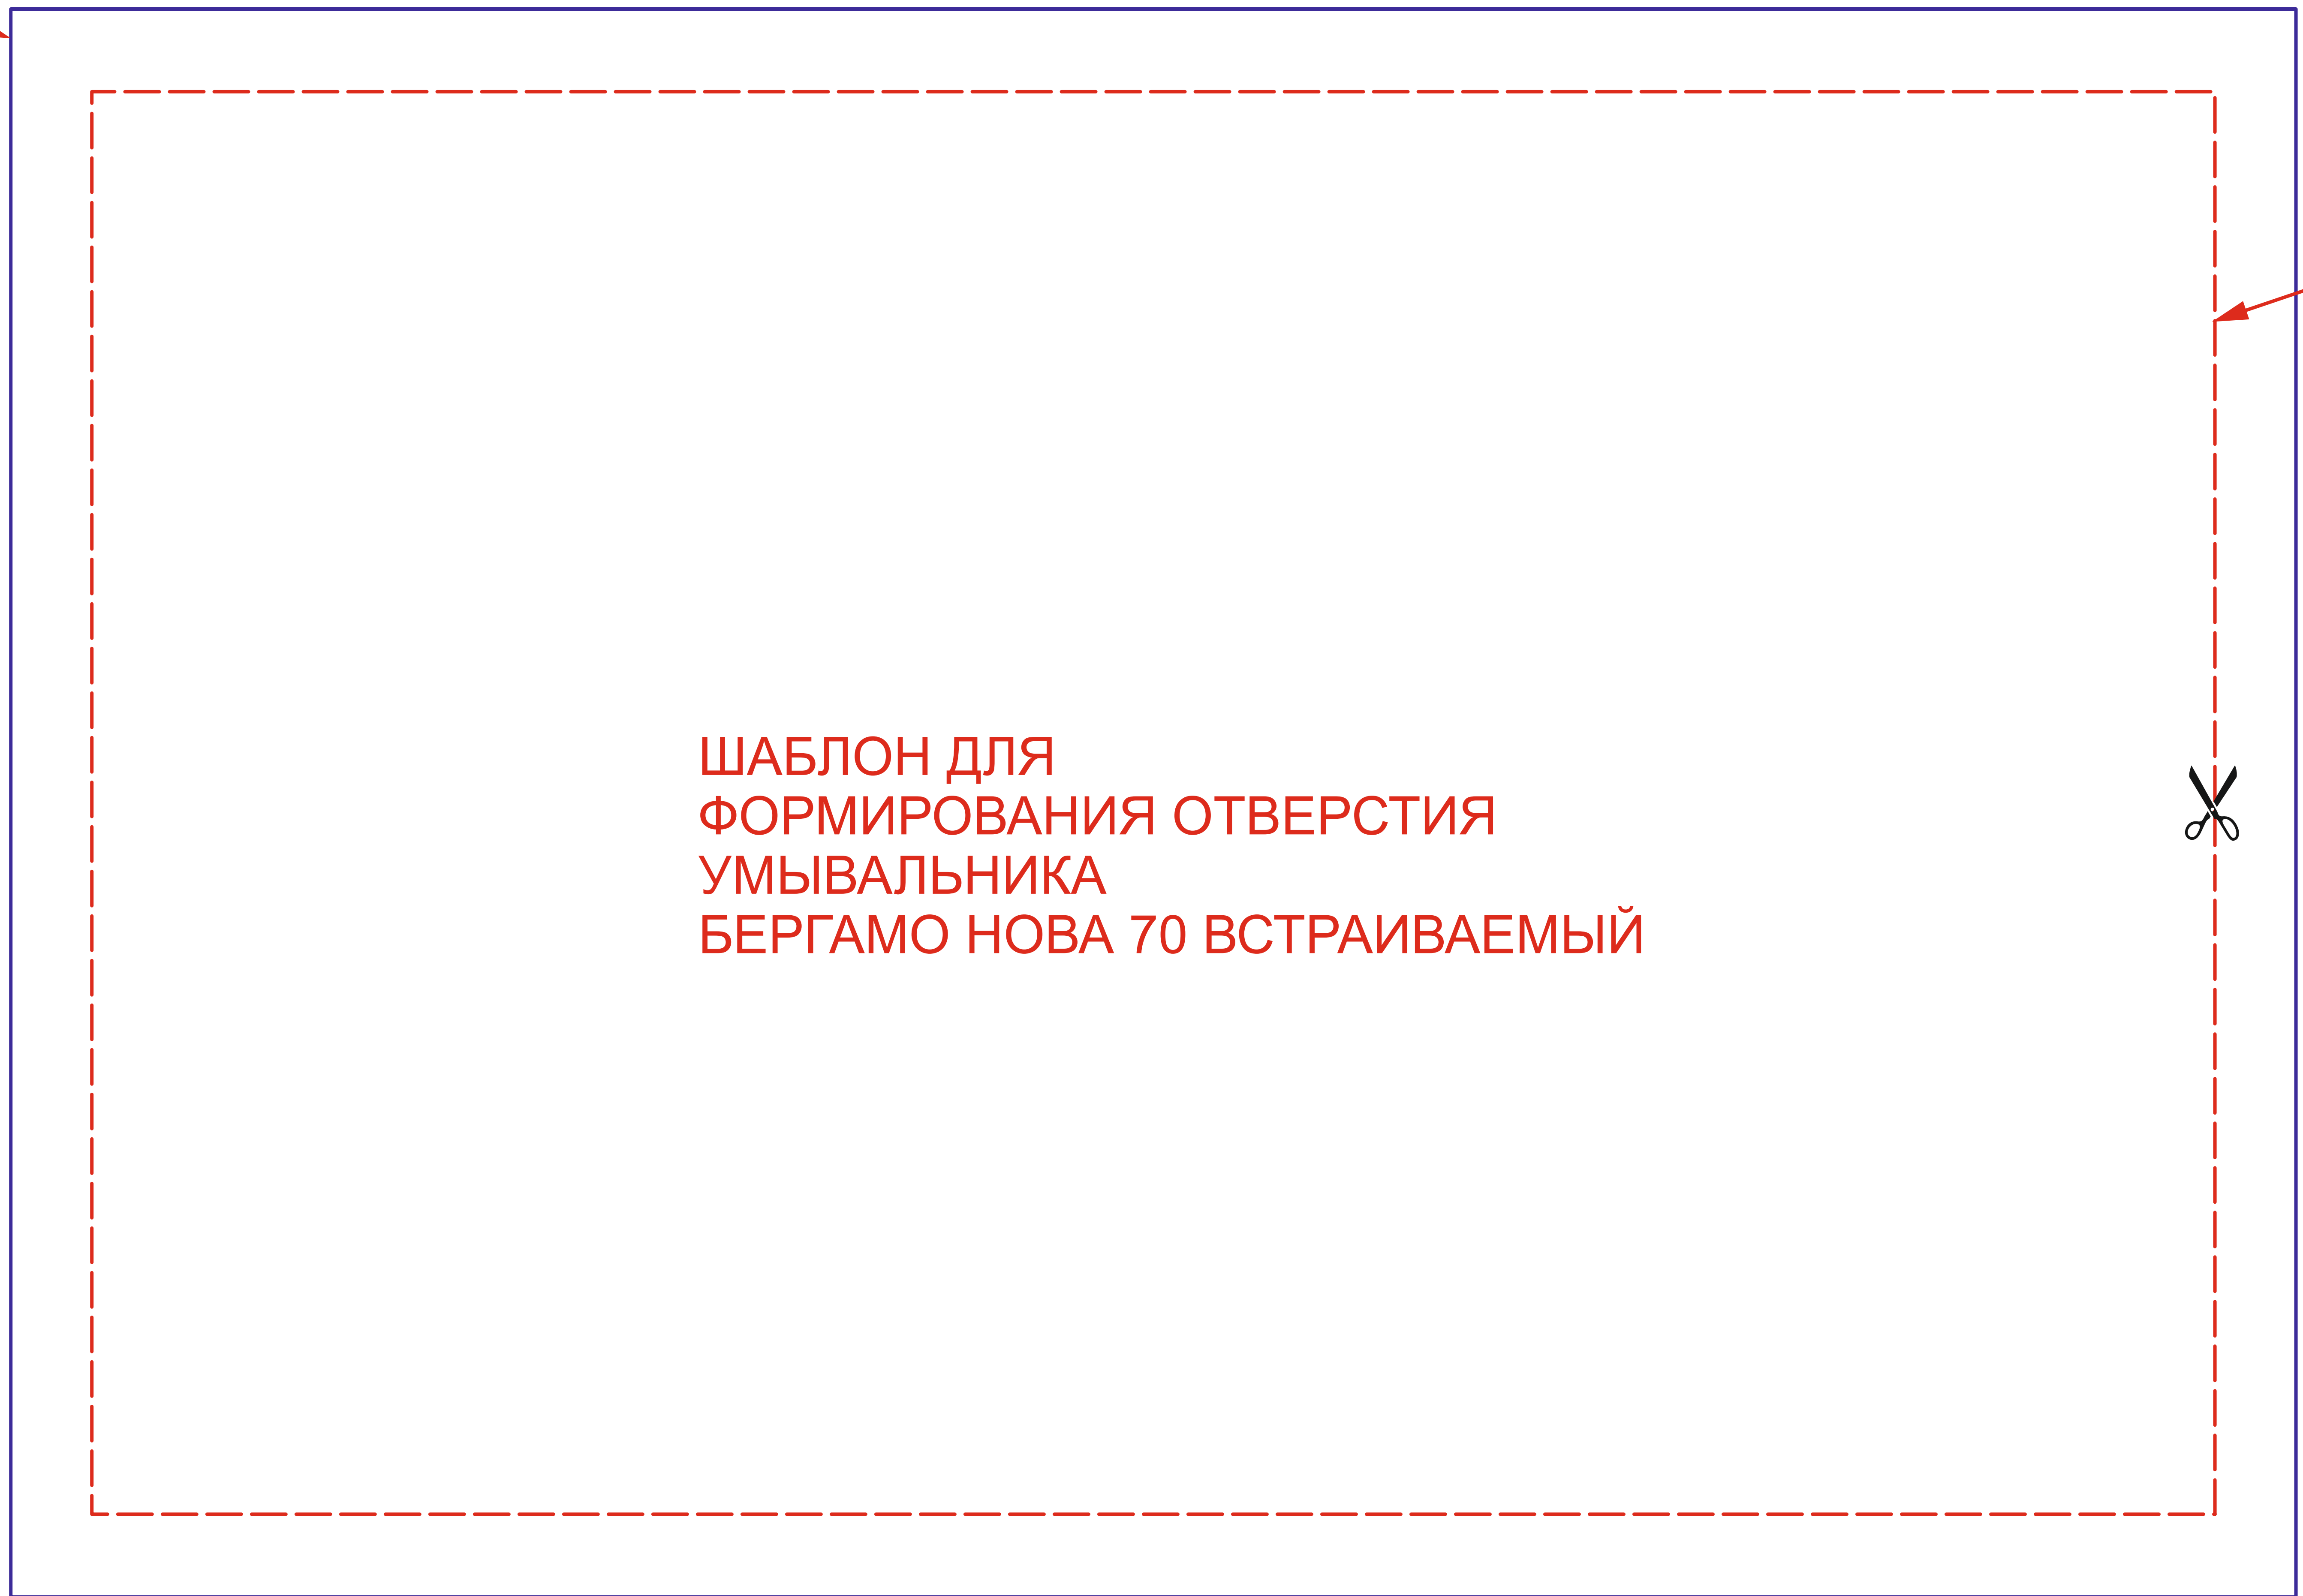 ШАБЛОН ДЛЯ
ФОРМИРОВАНИЯ ОТВЕРСТИЯ
УМЫВАЛЬНИКА
БЕРГАМО НОВА 70 ВСТРАИВАЕМЫЙ